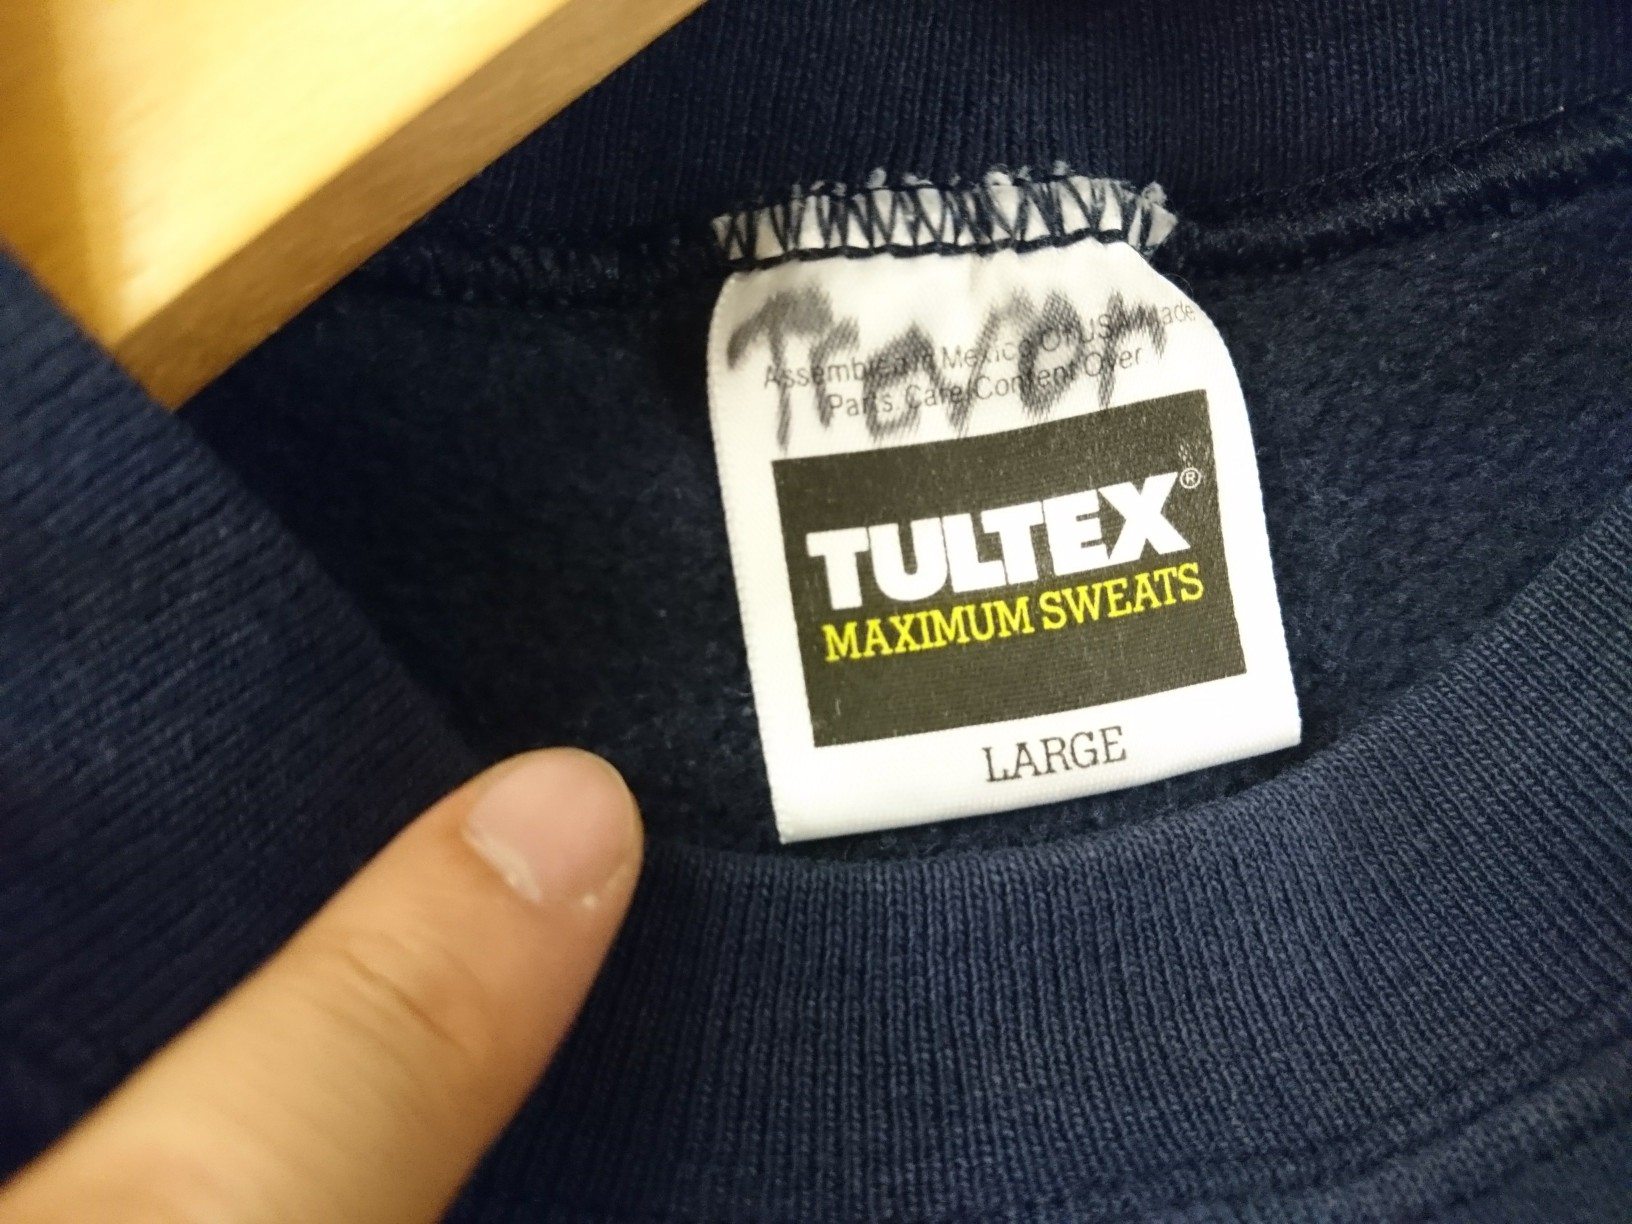 Trevor
Assembled in Mexico Of USA Made
Parts. Care/Content Over
TULTEX®
MAXIMUM SWEATS
LARGE